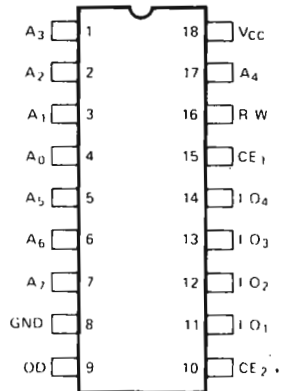 A3 1 18 VCC
A2 2 17 A4
A1 3 16 R W
A0 4 15 CE1
A5 5 14 I O4
A6 6 13 I O3
A7 7 12 I O2
GND 8 11 I O1
OD 9 10 CE2